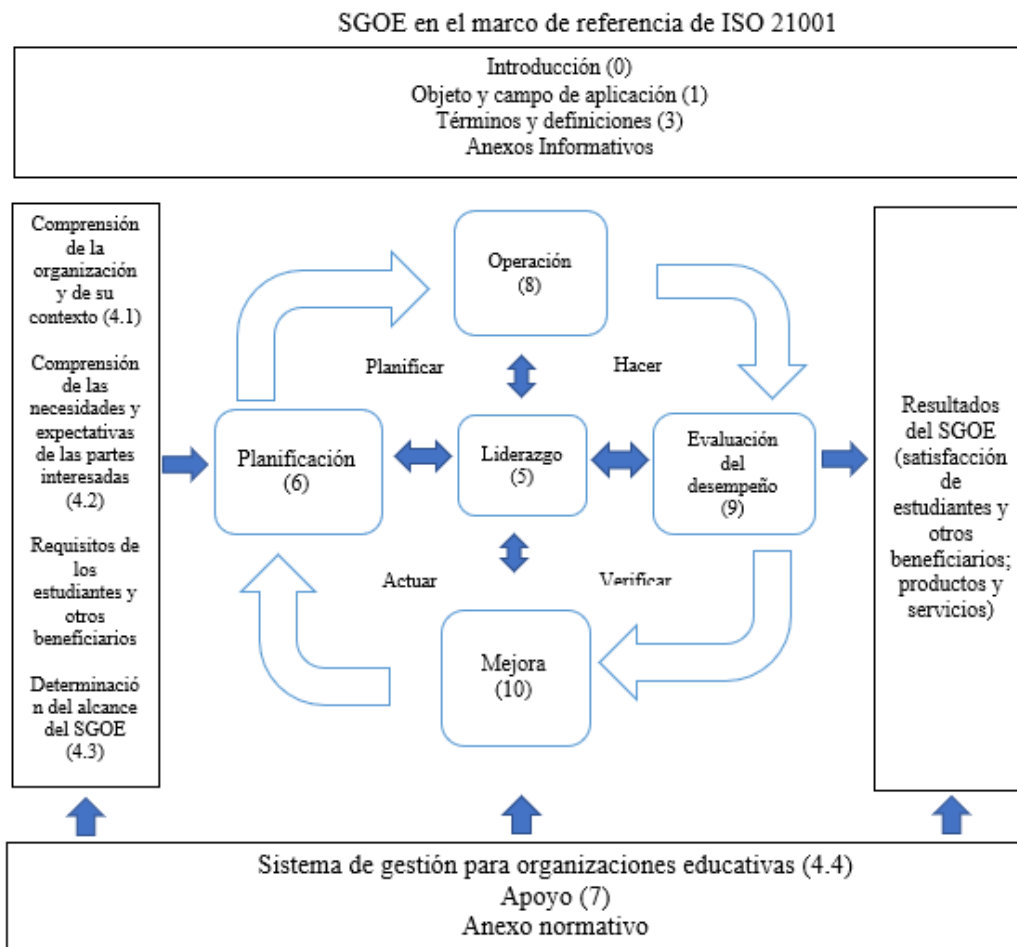 SGOE en el marco de referencia de ISO 21001
Introducción (0)
Objeto y campo de aplicación (1)
Términos y definiciones (3)
Anexos Informativos
Comprensión
de la
organización
y de su
contexto (4.1)
Comprensión
de las
necesidades y
expectativas
de las partes
interesadas
(4.2)
Requisitos de
los
estudiantes y
otros
beneficiarios
Determinació
n del alcance
del SGOE
(4.3)
Operación
(8)
Planificar
Hacer
Planificación
(6)
Liderazgo
(5)
Evaluación del
desempeño
(9)
Actuar
Verificar
Mejora
(10)
Resultados
del SGOE
(satisfacción
de
estudiantes y
otros
beneficiarios;
productos y
servicios)
Sistema de gestión para organizaciones educativas (4.4)
Apoyo (7)
Anexo normativo